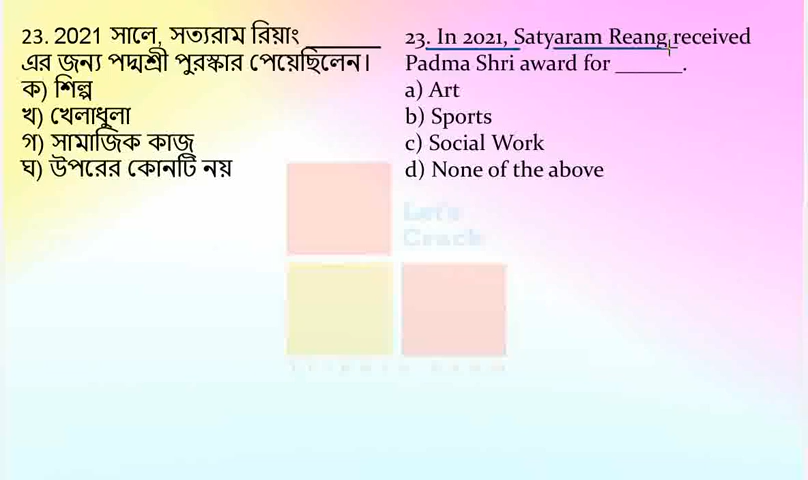 23. 2021 সালে, সত্যরাম রিয়াং ______
এর জন্য পদ্মশ্রী পুরস্কার পেয়েছিলেন।
ক) শিল্প
খ) খেলাধুলা
গ) সামাজিক কাজ
ঘ) উপরের কোনটি নয়
23. In 2021, Satyaram Reang received
Padma Shri award for ______.
a) Art
b) Sports
c) Social Work
d) None of the above
Let's
Crack